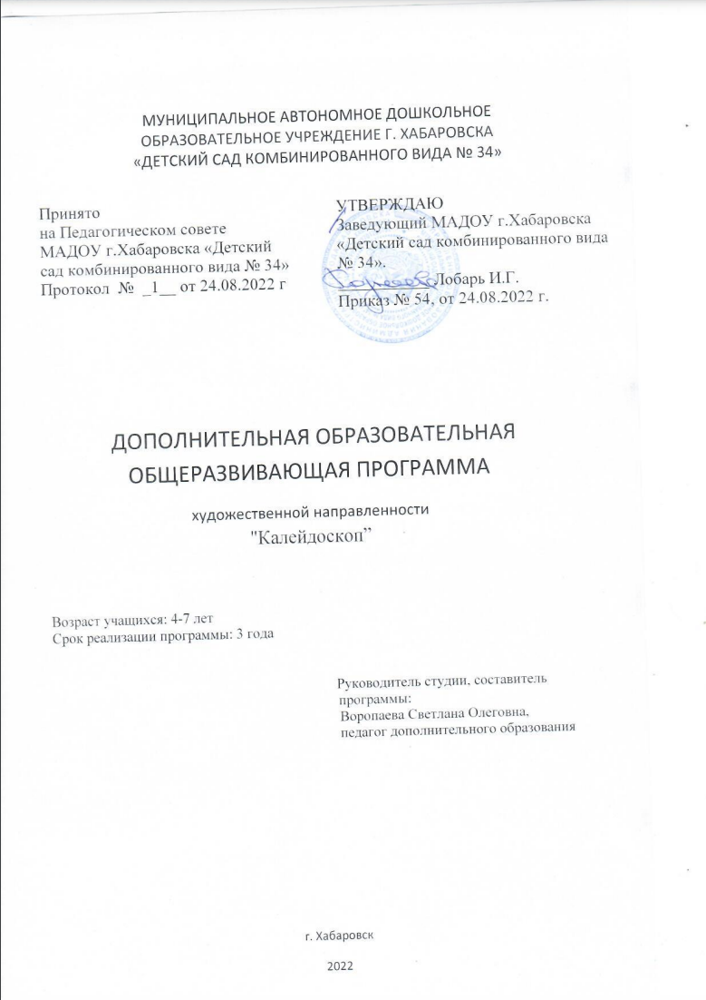 МУНИЦИПАЛЬНОЕ АВТОНОМНОЕ ДОШКОЛЬНОЕ
ОБРАЗОВАТЕЛЬНОЕ УЧРЕЖДЕНИЕ Г. ХАБАРОВСКА
«ДЕТСКИЙ САД КОМБИНИРОВАННОГО ВИДА № 34»
Принято
на Педагогическом совете
МАДОУ г.Хабаровска «Детский
сад комбинированного вида № 34»
Протокол № _1__ от 24.08.2022 г
УТВЕРЖДАЮ
Заведующий МАДОУ г.Хабаровска
«Детский сад комбинированного вида
№ 34».
____________Лобарь И.Г.
Приказ № 54, от 24.08.2022 г.
ДОПОЛНИТЕЛЬНАЯ ОБРАЗОВАТЕЛЬНАЯ
ОБЩЕРАЗВИВАЮЩАЯ ПРОГРАММА
художественной направленности
"Калейдоскоп”
Возраст учащихся: 4-7 лет
Срок реализации программы: 3 года
Руководитель студии, составитель
программы:
Воропаева Светлана Олеговна,
педагог дополнительного образования
г. Хабаровск
2022